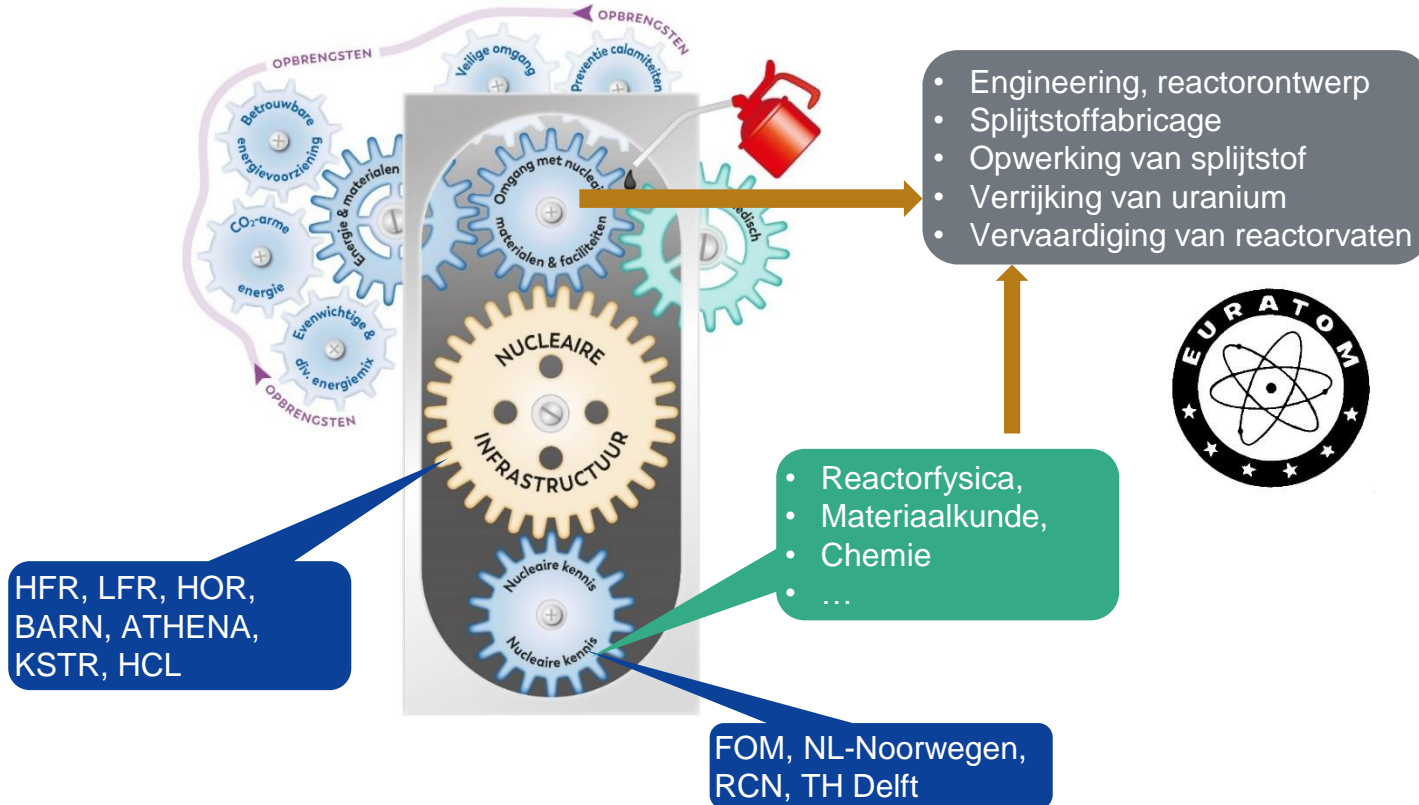 OPBRENGSTEN
OPBRENGSTEN
Veilige omgang
Preventie calamiteiten
Betrouwbare
energievoorziening
Energie & materialen
Omgang met nucleair
materialen & faciliteiten
edisch
CO₂-arme
energie
Evenwichtige &
div. energiemix
OPBRENGSTEN
NUCLEAIRE
INFRASTRUCTUUR
Nucleaire kennis
Nucleaire kennis
• Engineering, reactorontwerp
• Splijtstoffabricage
• Opwerking van splijtstof
• Verrijking van uranium
• Vervaardiging van reactorvaten
EURATOM
• Reactorfysica,
• Materiaalkunde,
• Chemie
• …
HFR, LFR, HOR,
BARN, ATHENA,
KSTR, HCL
FOM, NL-Noorwegen,
RCN, TH Delft